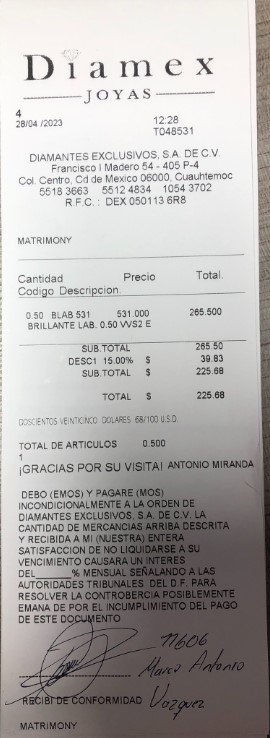 Diamex
JOYAS
4
28/04 /2023 12:28
T048531
DIAMANTES EXCLUSIVOS, S.A. DE C.V.
Francisco I Madero 54 - 405 P-4
Col. Centro, Cd de Mexico 06000, Cuauhtemoc
5518 3663 5512 4834 1054 3702
R.F.C. : DEX 050113 6R8
MATRIMONY
Cantidad Precio Total.
Codigo Descripcion.
0.50 BLAB 531 531.000 265.500
BRILLANTE LAB. 0.50 VVS2 E
SUB.TOTAL 265.50
DESC1 15.00% $ 39.83
SUB.TOTAL $ 225.68
TOTAL $ 225.68
DOSCIENTOS VEINTICINCO DOLARES 68/100 U.S.D.
TOTAL DE ARTICULOS 0.500
1
¡GRACIAS POR SU VISITA! ANTONIO MIRANDA
DEBO (EMOS) Y PAGARE (MOS)
INCONDICIONALMENTE A LA ORDEN DE
DIAMANTES EXCLUSIVOS, S.A. DE C.V. LA
CANTIDAD DE MERCANCIAS ARRIBA DESCRITA
Y RECIBIDA A MI (NUESTRA) ENTERA
SATISFACCION DE NO LIQUIDARSE A SU
VENCIMIENTO CAUSARA UN INTERES
DEL______% MENSUAL SEÑALANDO A LAS
AUTORIDADES TRIBUNALES DEL D.F. PARA
RESOLVER LA CONTROBERCIA POSIBLEMENTE
EMANA DE POR EL INCUMPLIMIENTO DEL PAGO
DE ESTE DOCUMENTO
11606
Marco Antonio
RECIBI DE CONFORMIDAD Vazquez
MATRIMONY